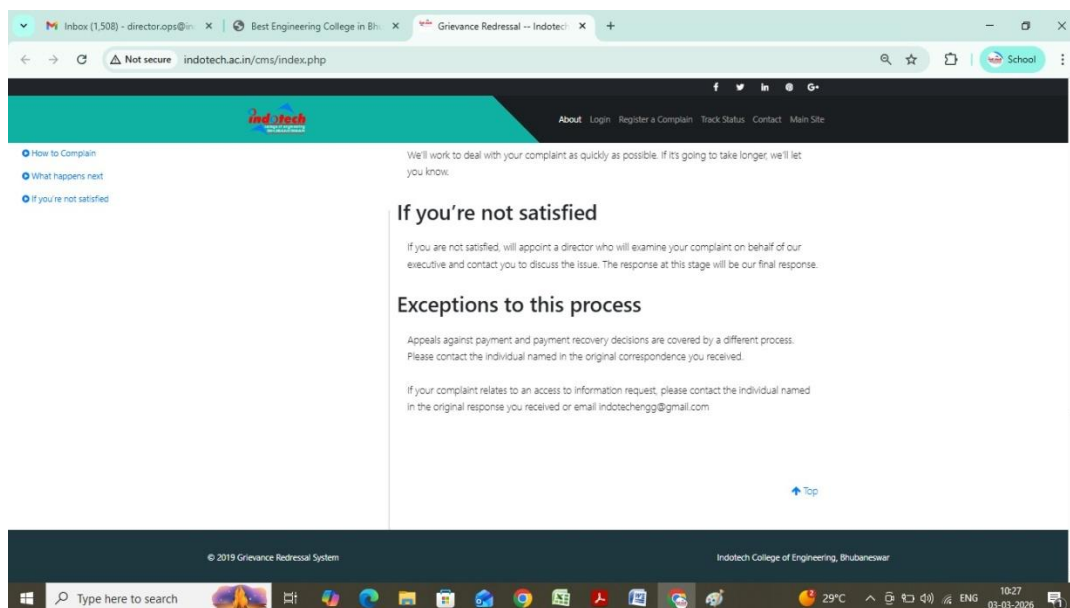 Inbox (1,508) - director.ops@in
Best Engineering College in Bhu
Grievance Redressal -- Indotech
Not secure indotech.ac.in/cms/index.php
School
indotech
About Login Register a Complain Track Status Contact Main Site
How to Complain
What happens next
If you're not satisfied
We'll work to deal with your complaint as quickly as possible. If it's going to take longer, we'll let
you know.
If you're not satisfied
If you are not satisfied, will appoint a director who will examine your complaint on behalf of our
executive and contact you to discuss the issue. The response at this stage will be our final response.
Exceptions to this process
Appeals against payment and payment recovery decisions are covered by a different process.
Please contact the individual named in the original correspondence you received.
If your complaint relates to an access to information request, please contact the individual named
in the original response you received or email indotechengg@gmail.com
Top
© 2019 Grievance Redressal System
Indotech College of Engineering, Bhubaneswar
Type here to search
29°C
ENG
10:27
03-03-2026